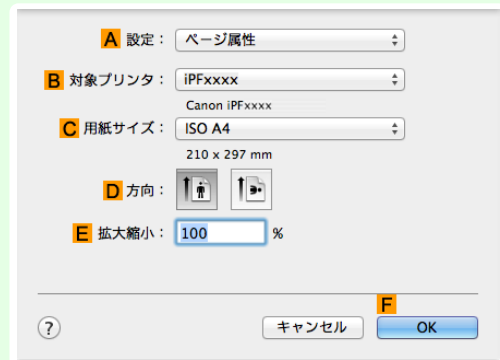 A 設定： ページ属性
B 対象プリンタ： iPFxxxx
Canon iPFxxxx
C 用紙サイズ： ISO A4
210 x 297 mm
D 方向：
E 拡大縮小： 100 %
F
? キャンセル OK